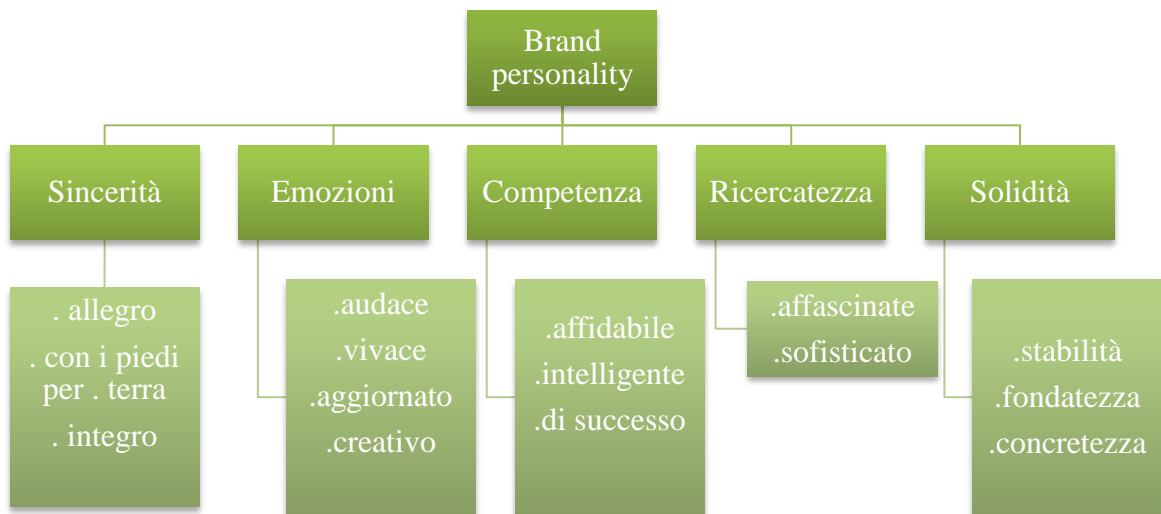 Brand
personality
Sincerità
Emozioni
Competenza
Ricercatezza
Solidità
. allegro
. con i piedi
per . terra
. integro
.audace
.vivace
.aggiornato
.creativo
.affidabile
.intelligente
.di successo
.affascinate
.sofisticato
.stabilità
.fondatezza
.concretezza